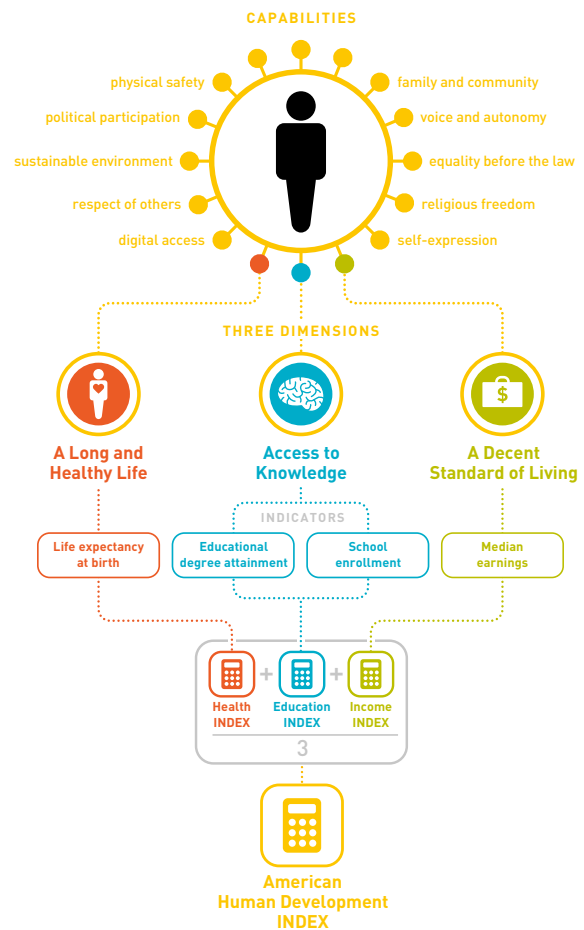 CAPABILITIES
physical safety
family and community
political participation
voice and autonomy
sustainable environment
equality before the law
respect of others
religious freedom
digital access
self-expression
THREE DIMENSIONS
$
A Long and
Healthy Life
Access to
Knowledge
A Decent
Standard of Living
INDICATORS
Life expectancy
at birth
Educational
degree attainment
School
enrollment
Median
earnings
+ +
Health
INDEX
Education
INDEX
Income
INDEX
3
American
Human Development
INDEX